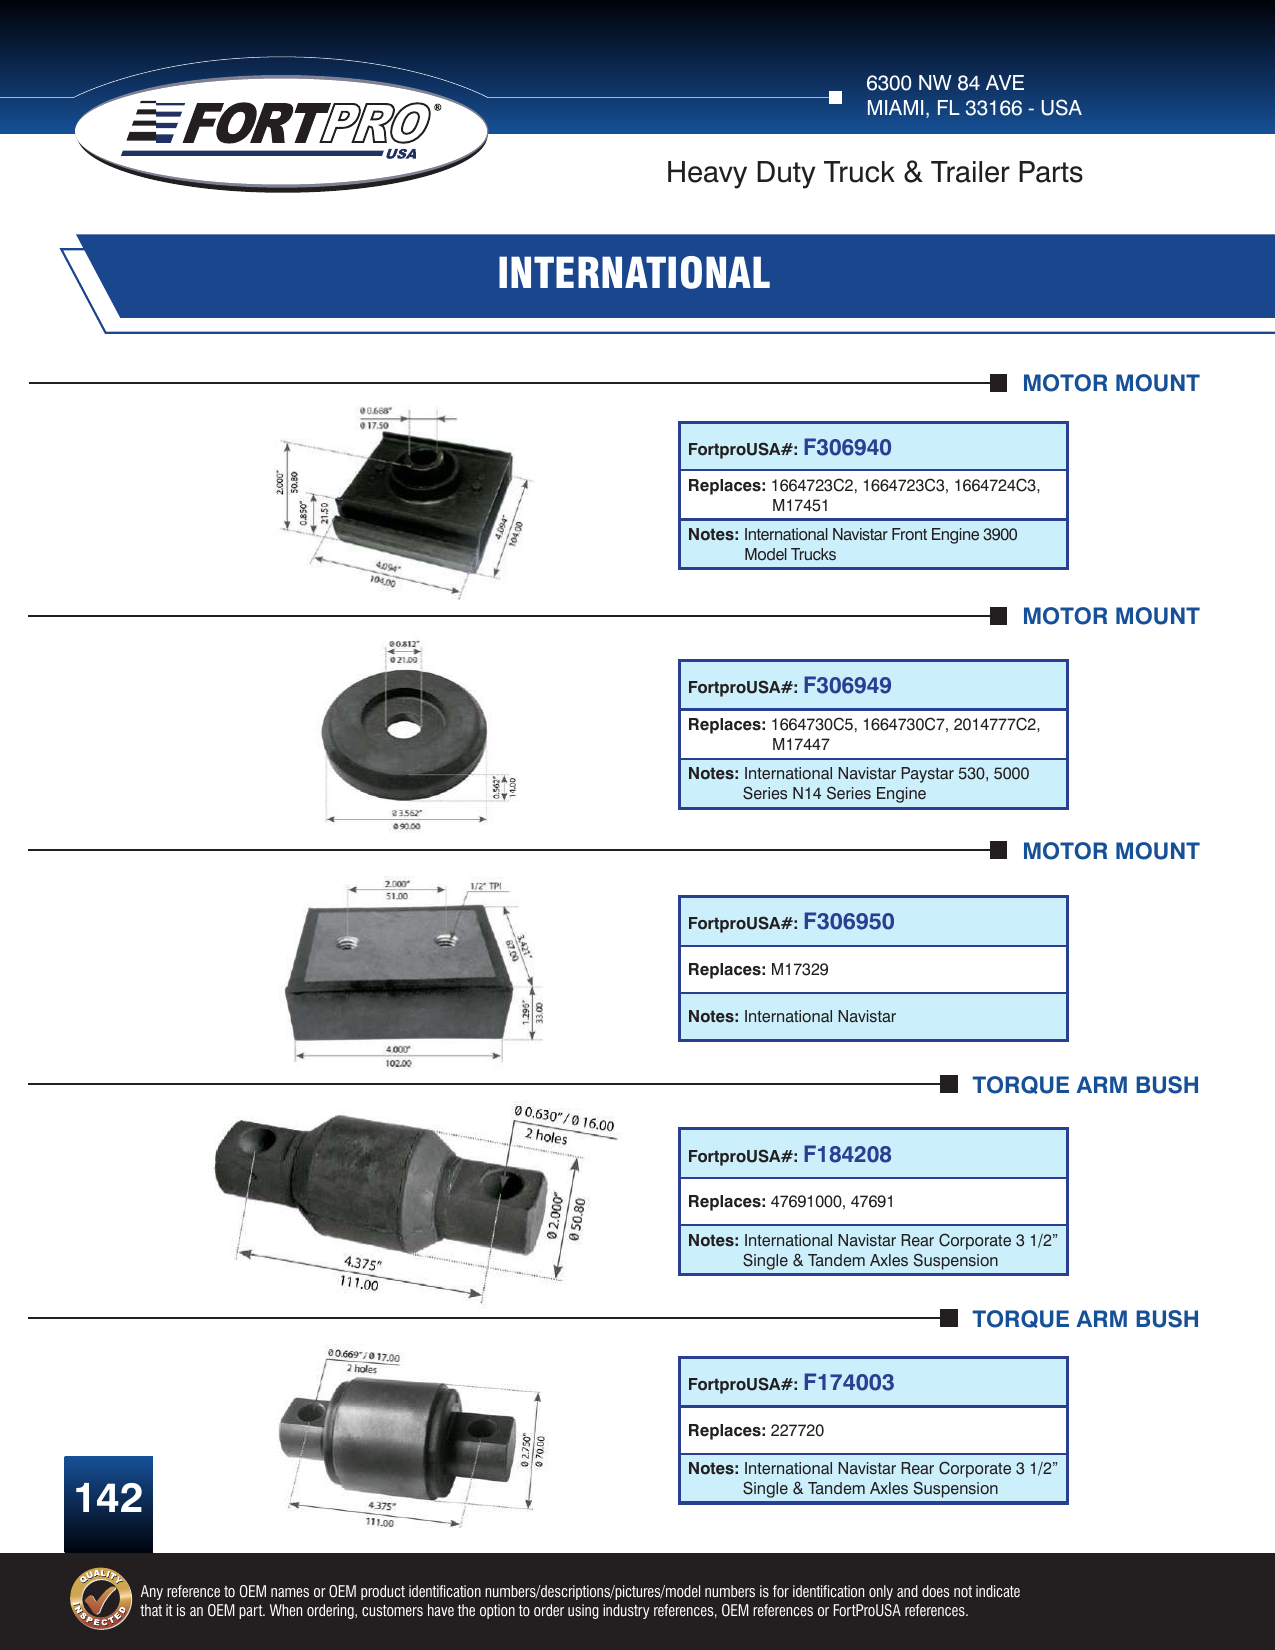 6300 NW 84 AVE
MIAMI, FL 33166 - USA
FORTPRO®
USA
Heavy Duty Truck & Trailer Parts
INTERNATIONAL
MOTOR MOUNT
Ø 0.688"
Ø 17.50
2.000"
50.80
0.850"
21.50
4.094"
104.00
4.094"
104.00
FortproUSA#: F306940
Replaces: 1664723C2, 1664723C3, 1664724C3,
M17451
Notes: International Navistar Front Engine 3900
Model Trucks
MOTOR MOUNT
Ø 0.812"
Ø 21.00
0.562"
14.00
Ø 3.562"
Ø 90.00
FortproUSA#: F306949
Replaces: 1664730C5, 1664730C7, 2014777C2,
M17447
Notes: International Navistar Paystar 530, 5000
Series N14 Series Engine
MOTOR MOUNT
2.000"
51.00
1/2" TPI
3.421"
87.00
1.296"
33.00
4.000"
102.00
FortproUSA#: F306950
Replaces: M17329
Notes: International Navistar
TORQUE ARM BUSH
Ø 0.630" / Ø 16.00
2 holes
Ø 2.000"
Ø 50.80
4.375"
111.00
FortproUSA#: F184208
Replaces: 47691000, 47691
Notes: International Navistar Rear Corporate 3 1/2”
Single & Tandem Axles Suspension
TORQUE ARM BUSH
Ø 0.669" / Ø 17.00
2 holes
Ø 2.750"
Ø 70.00
4.375"
111.00
FortproUSA#: F174003
Replaces: 227720
Notes: International Navistar Rear Corporate 3 1/2”
Single & Tandem Axles Suspension
142
QUALITY
INSPECTED
Any reference to OEM names or OEM product identification numbers/descriptions/pictures/model numbers is for identification only and does not indicate
that it is an OEM part. When ordering, customers have the option to order using industry references, OEM references or FortProUSA references.